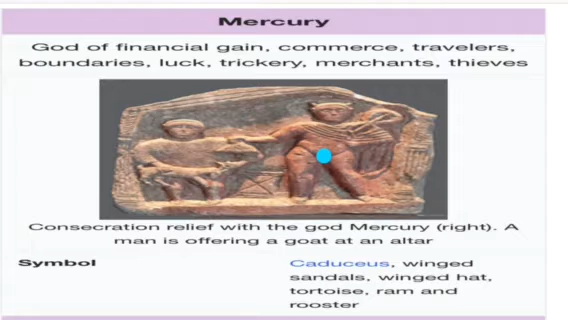 Mercury
God of financial gain, commerce, travelers,
boundaries, luck, trickery, merchants, thieves
Consecration relief with the god Mercury (right). A
man is offering a goat at an altar
Symbol
Caduceus, winged
sandals, winged hat,
tortoise, ram and
rooster